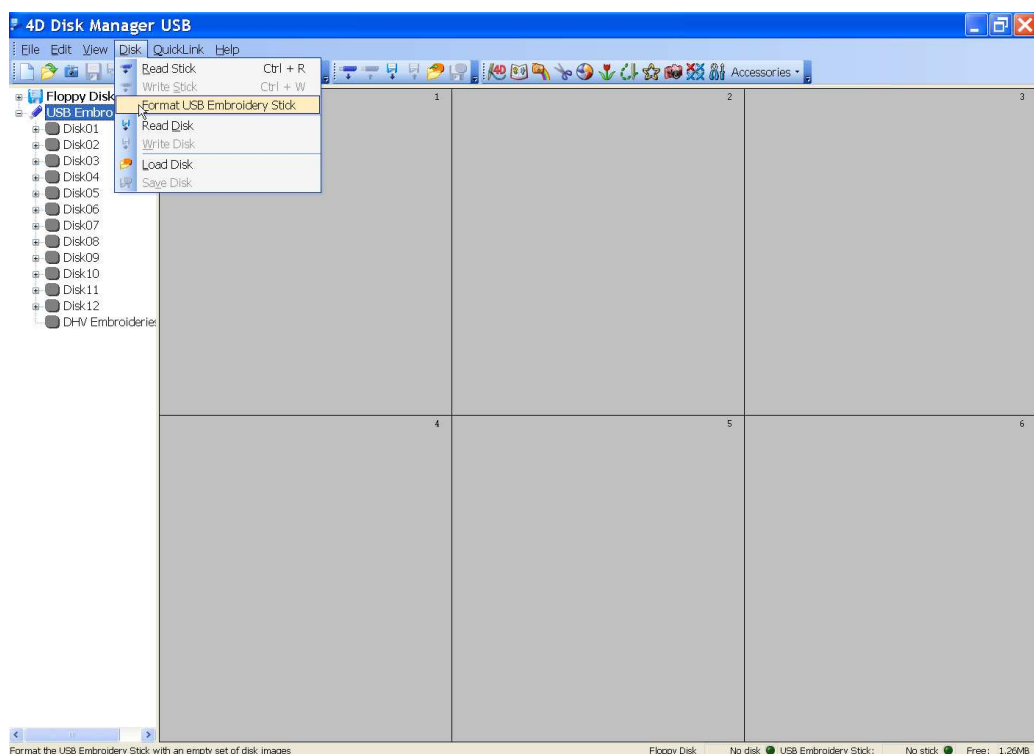 4D Disk Manager USB
File Edit View Disk QuickLink Help
Accessories
Read Stick Ctrl + R
Write Stick Ctrl + W
Format USB Embroidery Stick
Read Disk
Write Disk
Load Disk
Save Disk
Floppy Disk
USB Embro
Disk01
Disk02
Disk03
Disk04
Disk05
Disk06
Disk07
Disk08
Disk09
Disk10
Disk11
Disk12
DHV Embroideries
1 2 3
4 5 6
Format the USB Embroidery Stick with an empty set of disk images Floppy Disk No disk USB Embroidery Stick: No stick Free: 1.26MB